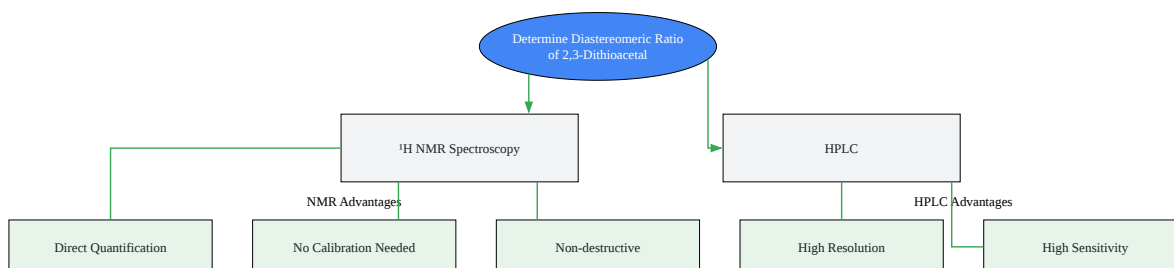 Determine Diastereomeric Ratio
of 2,3-Dithioacetal
¹H NMR Spectroscopy
HPLC
NMR Advantages
HPLC Advantages
Direct Quantification
No Calibration Needed
Non-destructive
High Resolution
High Sensitivity